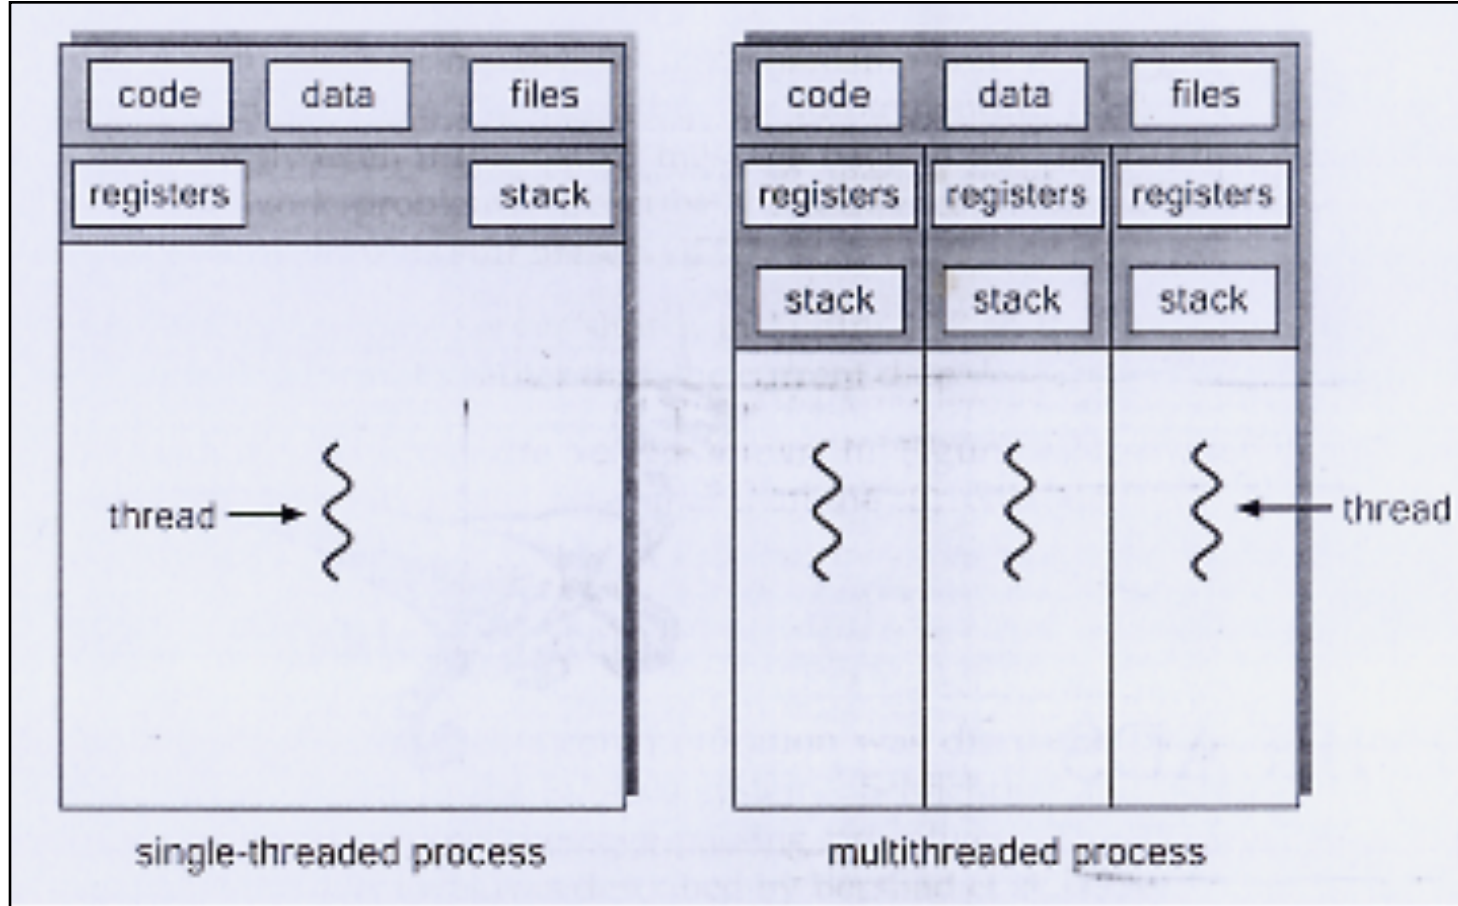 code data files
registers stack
thread
single-threaded process
code data files
registers registers registers
stack stack stack
thread
multithreaded process